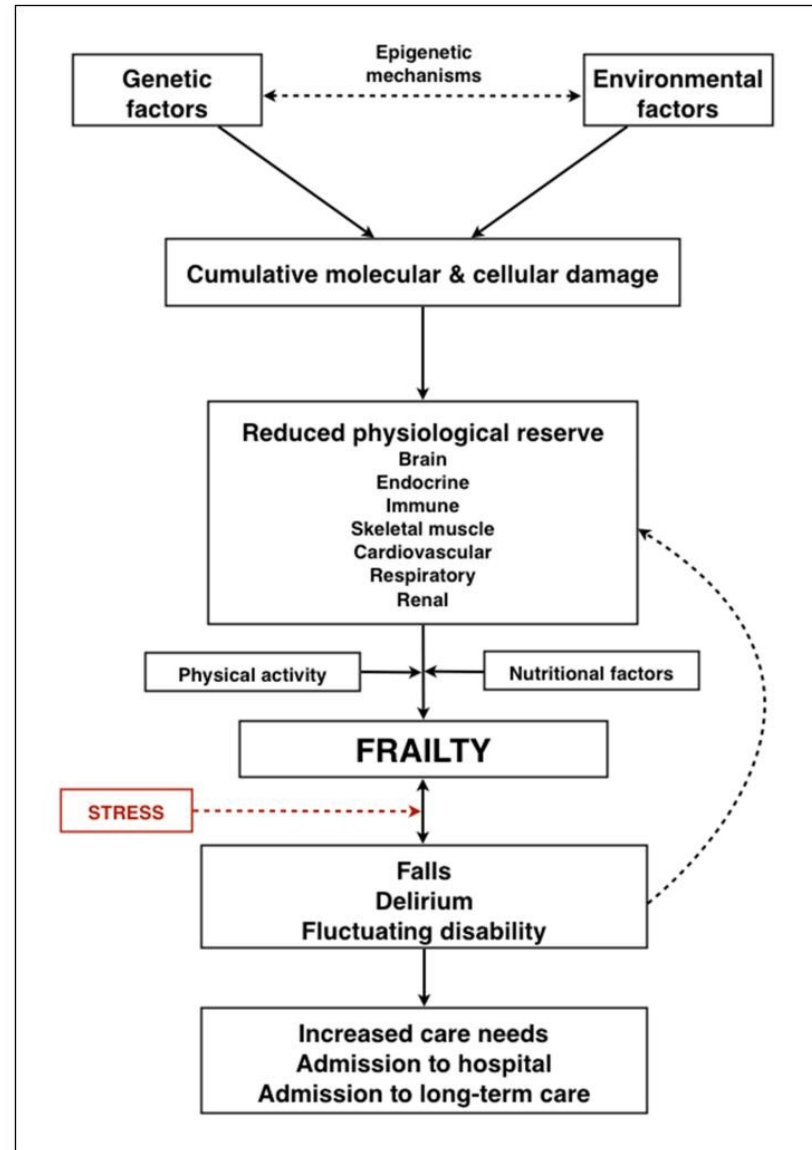 Epigenetic
mechanisms
Genetic
factors
Environmental
factors
Cumulative molecular & cellular damage
Reduced physiological reserve
Brain
Endocrine
Immune
Skeletal muscle
Cardiovascular
Respiratory
Renal
Physical activity
Nutritional factors
FRAILTY
STRESS
Falls
Delirium
Fluctuating disability
Increased care needs
Admission to hospital
Admission to long-term care